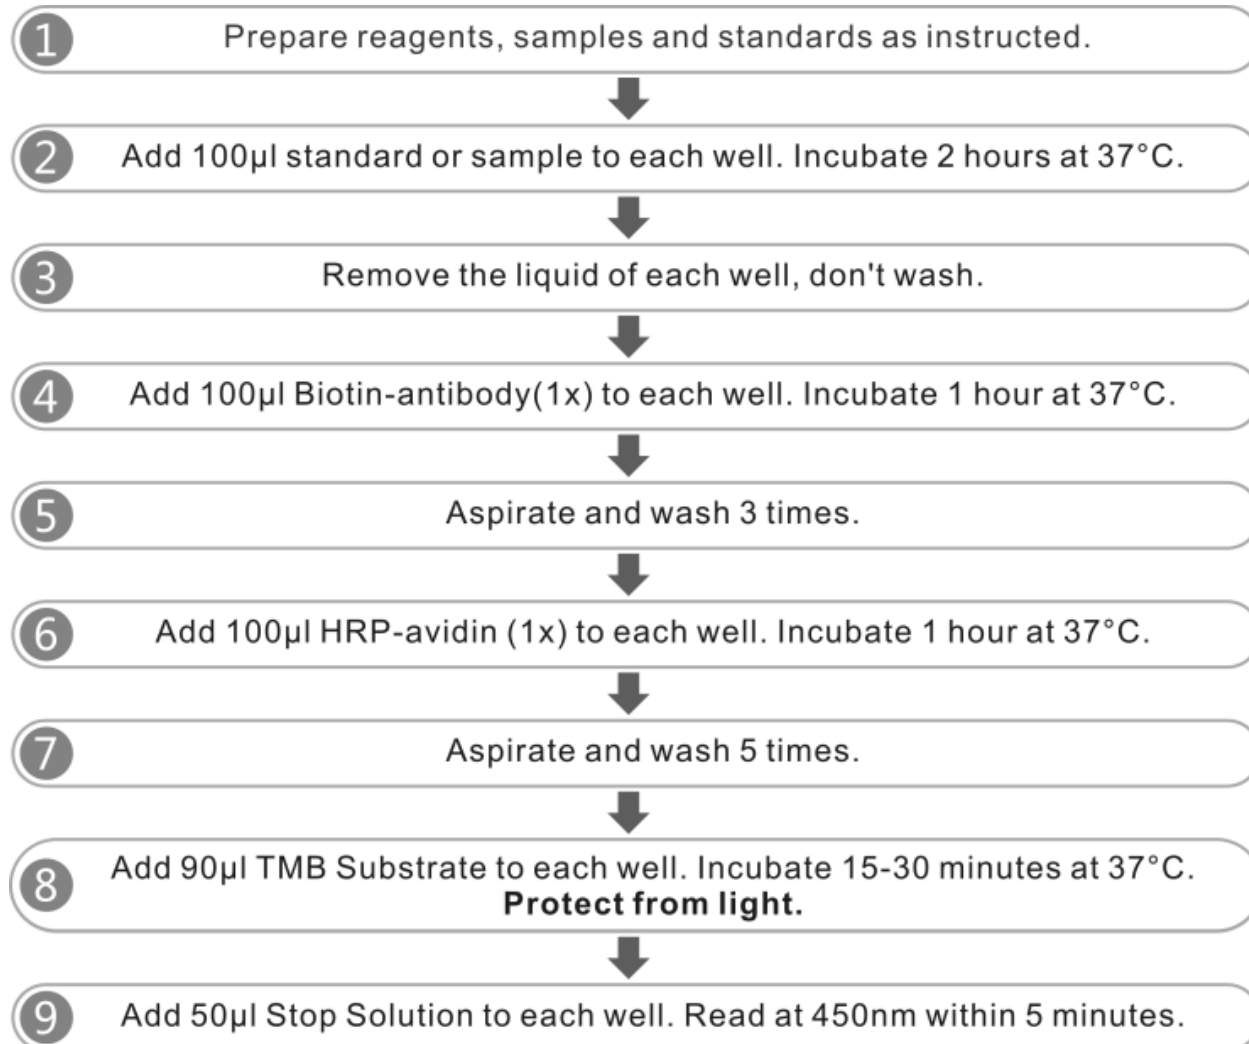 1 Prepare reagents, samples and standards as instructed.
2 Add 100µl standard or sample to each well. Incubate 2 hours at 37°C.
3 Remove the liquid of each well, don't wash.
4 Add 100µl Biotin-antibody(1x) to each well. Incubate 1 hour at 37°C.
5 Aspirate and wash 3 times.
6 Add 100µl HRP-avidin (1x) to each well. Incubate 1 hour at 37°C.
7 Aspirate and wash 5 times.
8 Add 90µl TMB Substrate to each well. Incubate 15-30 minutes at 37°C.
Protect from light.
9 Add 50µl Stop Solution to each well. Read at 450nm within 5 minutes.